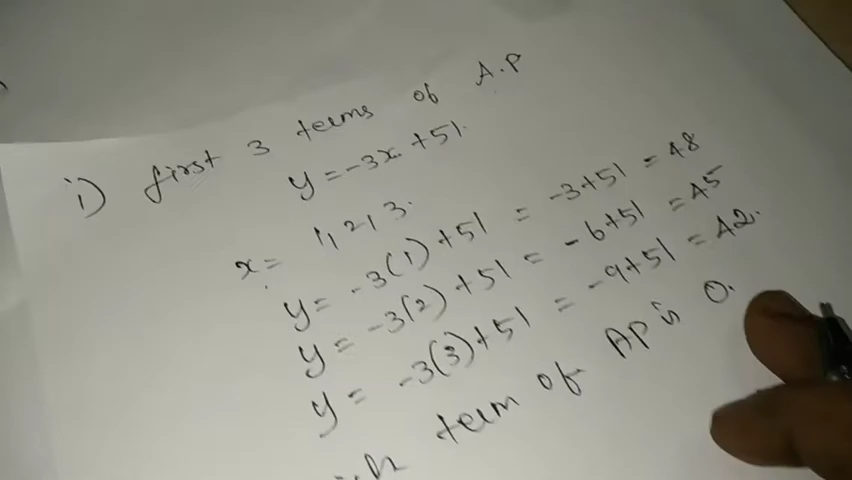 i) first 3 terms of A.P
y = -3x + 51.
x = 1, 2, 3.
y = -3(1) + 51 = -3+51 = 48
y = -3(2) + 51 = -6+51 = 45
y = -3(3) + 51 = -9+51 = 42.
term of AP is 0.